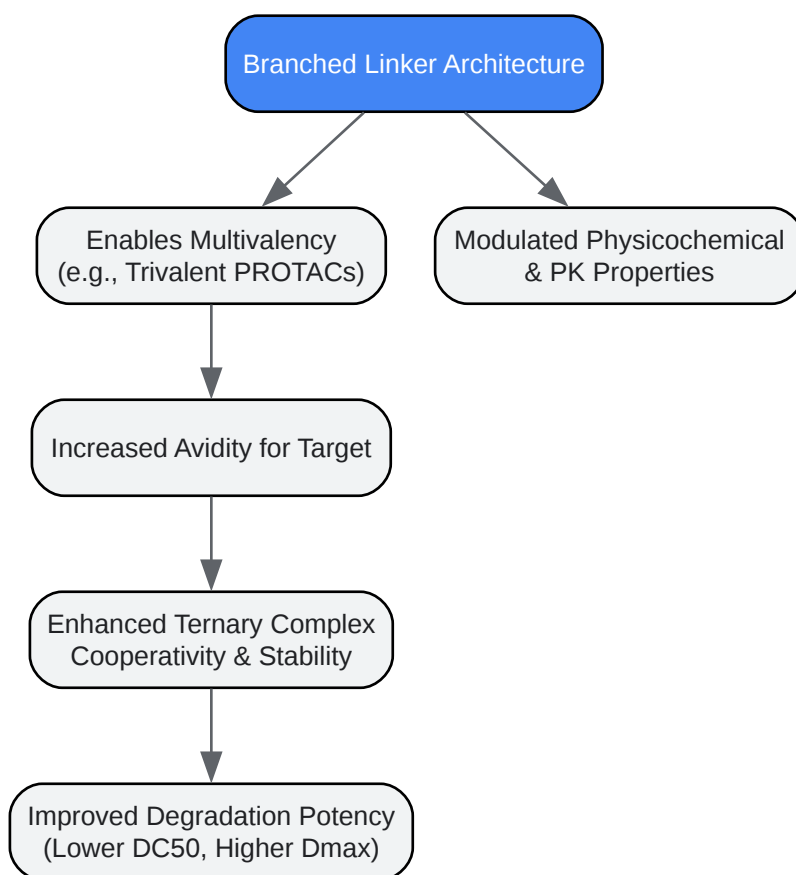 Branched Linker Architecture
Enables Multivalency
(e.g., Trivalent PROTACs)
Modulated Physicochemical
& PK Properties
Increased Avidity for Target
Enhanced Ternary Complex
Cooperativity & Stability
Improved Degradation Potency
(Lower DC50, Higher Dmax)